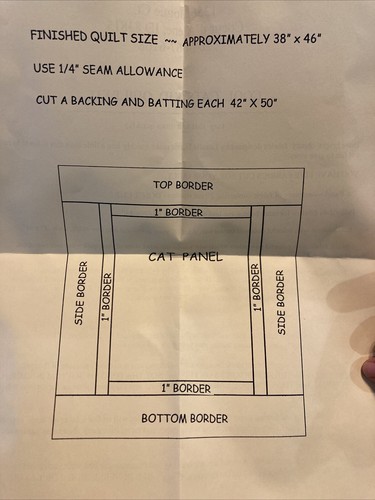 FINISHED QUILT SIZE ~~ APPROXIMATELY 38" x 46"
USE 1/4" SEAM ALLOWANCE
CUT A BACKING AND BATTING EACH 42" X 50"
TOP BORDER
1" BORDER
CAT PANEL
SIDE BORDER
1" BORDER
1" BORDER
SIDE BORDER
1" BORDER
BOTTOM BORDER